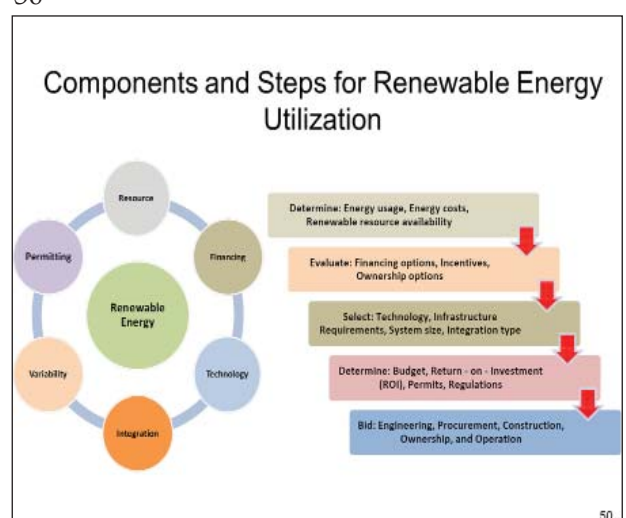 Components and Steps for Renewable Energy
Utilization
Resource
Financing
Technology
Integration
Variability
Permitting
Renewable
Energy
Determine: Energy usage, Energy costs,
Renewable resource availability
Evaluate: Financing options, Incentives,
Ownership options
Select: Technology, Infrastructure
Requirements, System size, Integration type
Determine: Budget, Return - on - Investment
(ROI), Permits, Regulations
Bid: Engineering, Procurement, Construction,
Ownership, and Operation
50